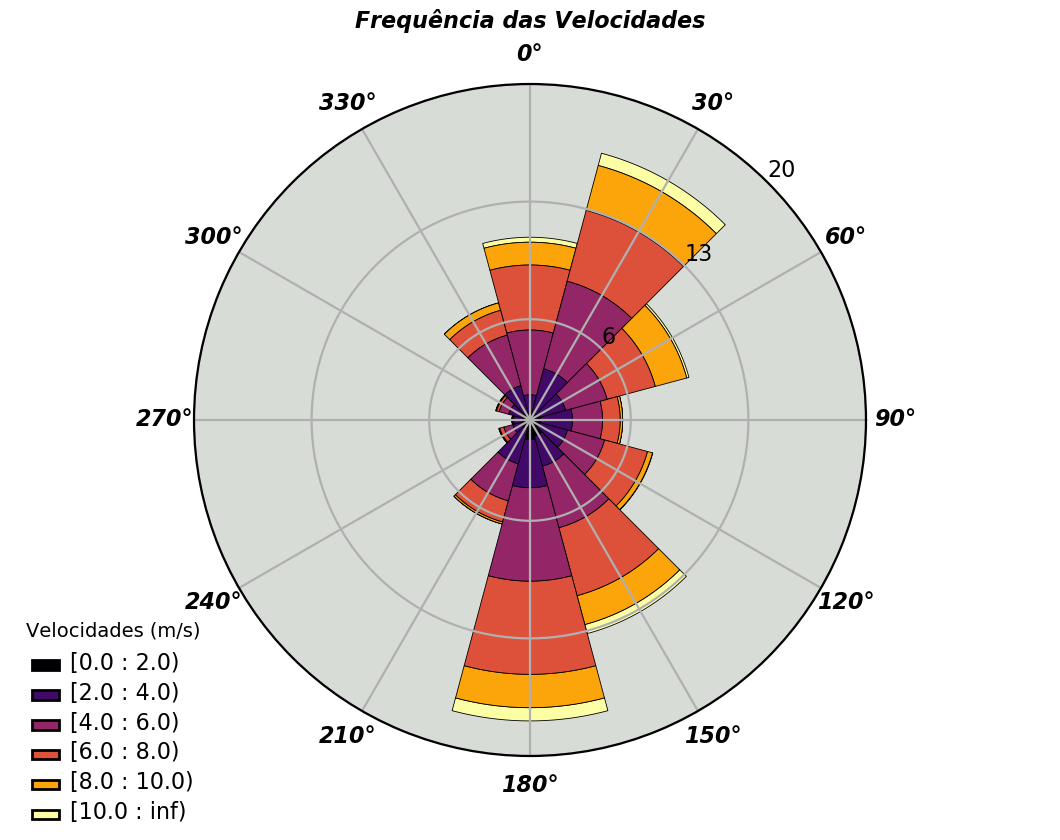 Frequência das Velocidades
0°
330°
30°
20
300°
60°
13
6
270°
90°
240°
120°
210°
150°
180°
Velocidades (m/s)
[0.0 : 2.0)
[2.0 : 4.0)
[4.0 : 6.0)
[6.0 : 8.0)
[8.0 : 10.0)
[10.0 : inf)